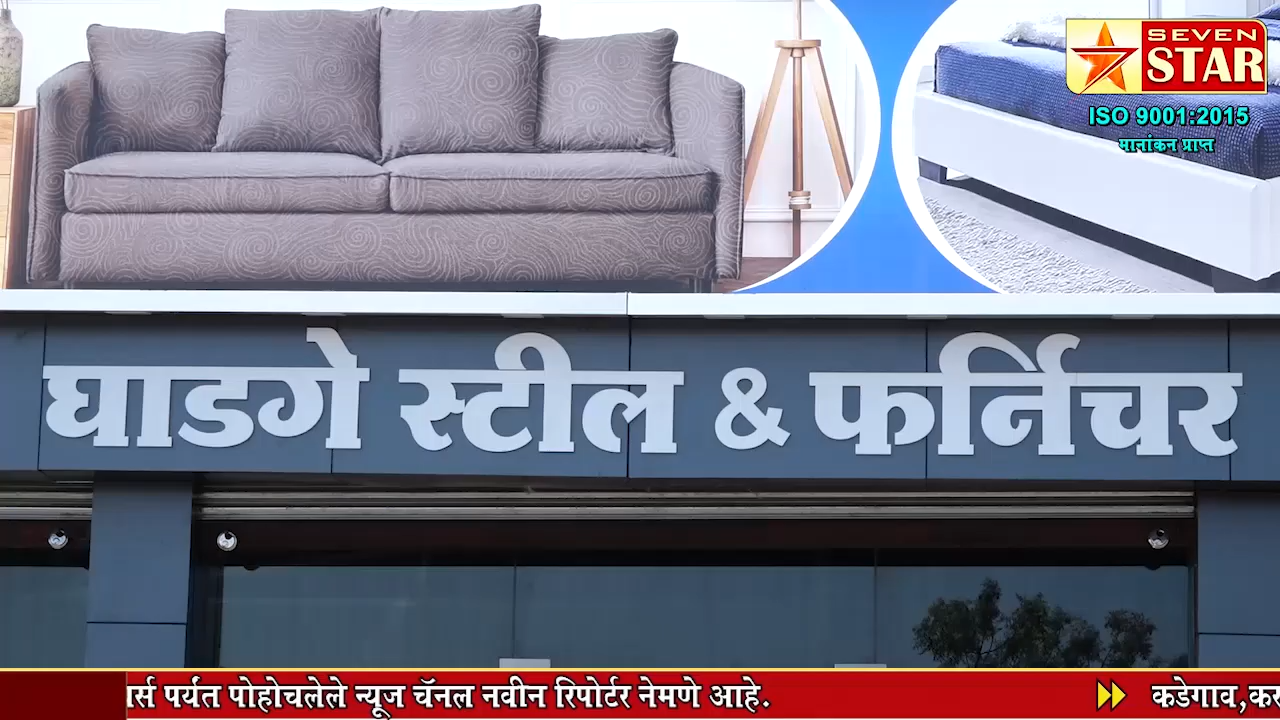 SEVEN
STAR
ISO 9001:2015
मानांकन प्राप्त
घाडगे स्टील & फर्निचर
र्स पर्यंत पोहोचलेले न्यूज चॅनल नवीन रिपोर्टर नेमणे आहे. कडेगाव,